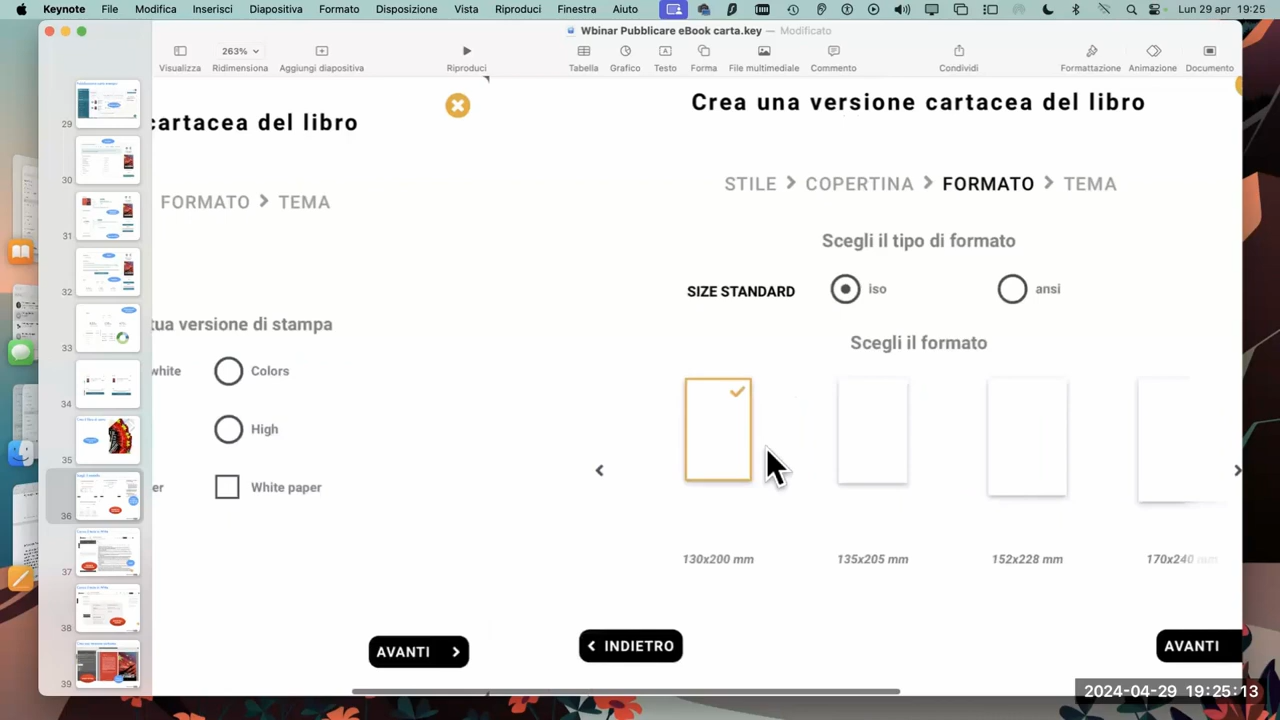 Keynote File Modifica Inserisci Diapositiva Formato Disposizione Vista Riproduci Finestra Aiuto Lun 29 apr 19:25
Wbinar Pubblicare eBook carta.key — Modificato
263%
Visualizza Ridimensiona Aggiungi diapositiva Riproduci Tabella Grafico Testo Forma File multimediale Commento Condividi Formattazione Animazione Documento
29
30
31
32
33
34
35
36
37
38
39
cartacea del libro
FORMATO TEMA
tua versione di stampa
white Colors
High
er White paper
AVANTI
Crea una versione cartacea del libro
STILE COPERTINA FORMATO TEMA
Scegli il tipo di formato
SIZE STANDARD iso ansi
Scegli il formato
130x200 mm 135x205 mm 152x228 mm 170x240 mm
INDIETRO AVANTI
2024-04-29 19:25:13